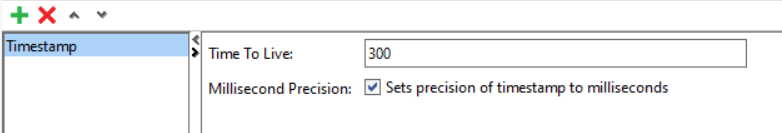 Timestamp
Time To Live: 300
Millisecond Precision: Sets precision of timestamp to milliseconds